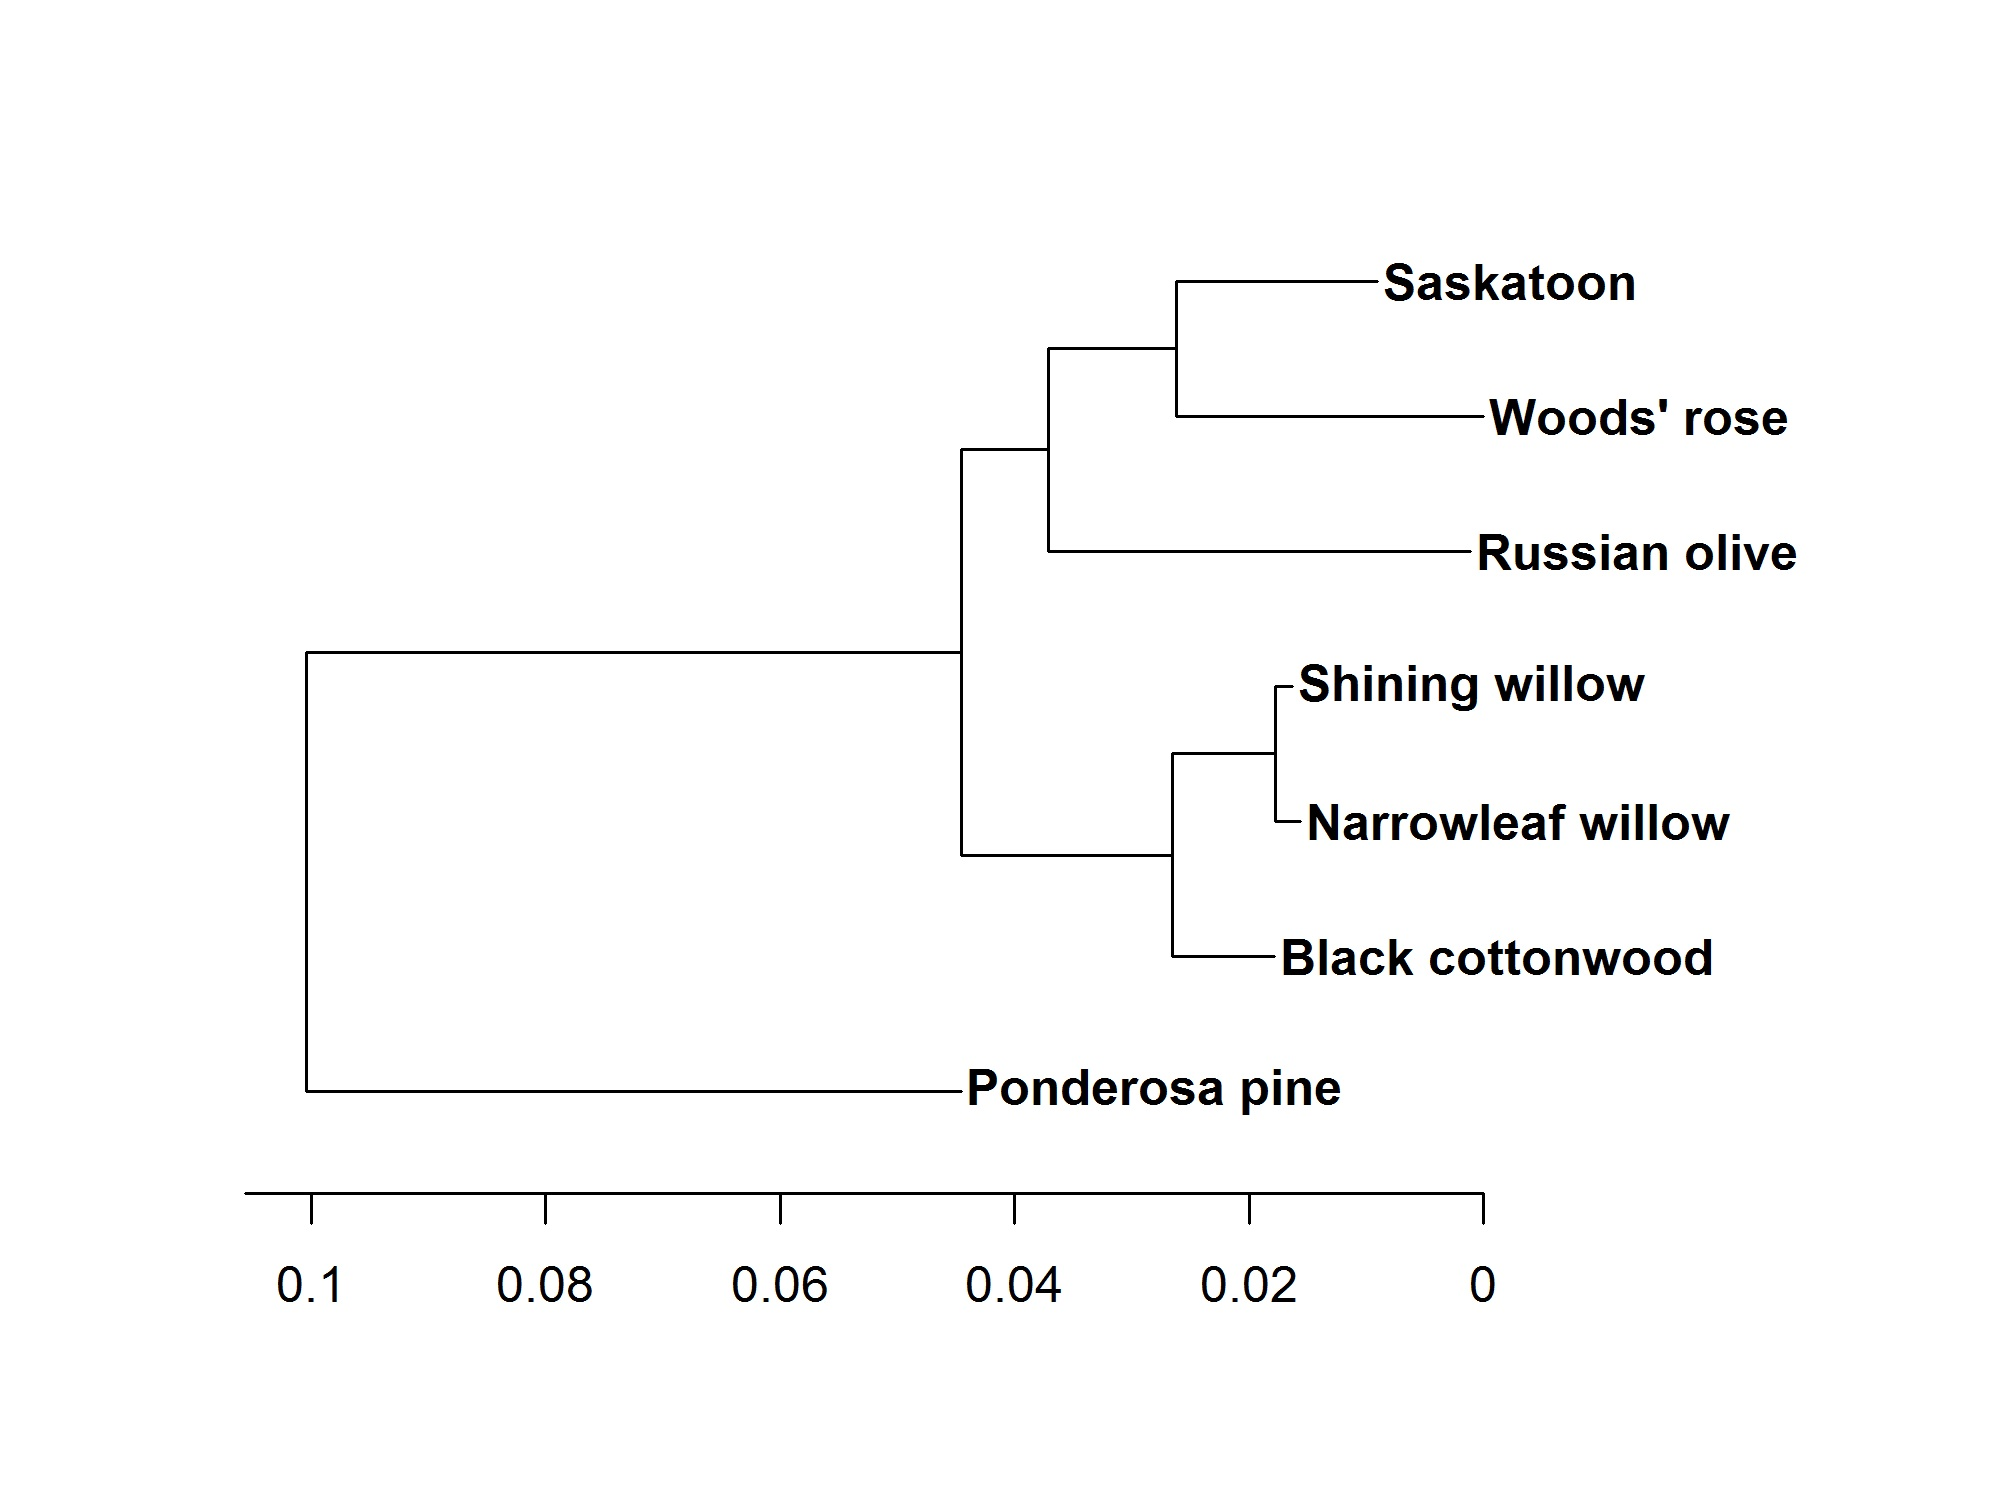 Saskatoon
Woods' rose
Russian olive
Shining willow
Narrowleaf willow
Black cottonwood
Ponderosa pine
0.1 0.08 0.06 0.04 0.02 0